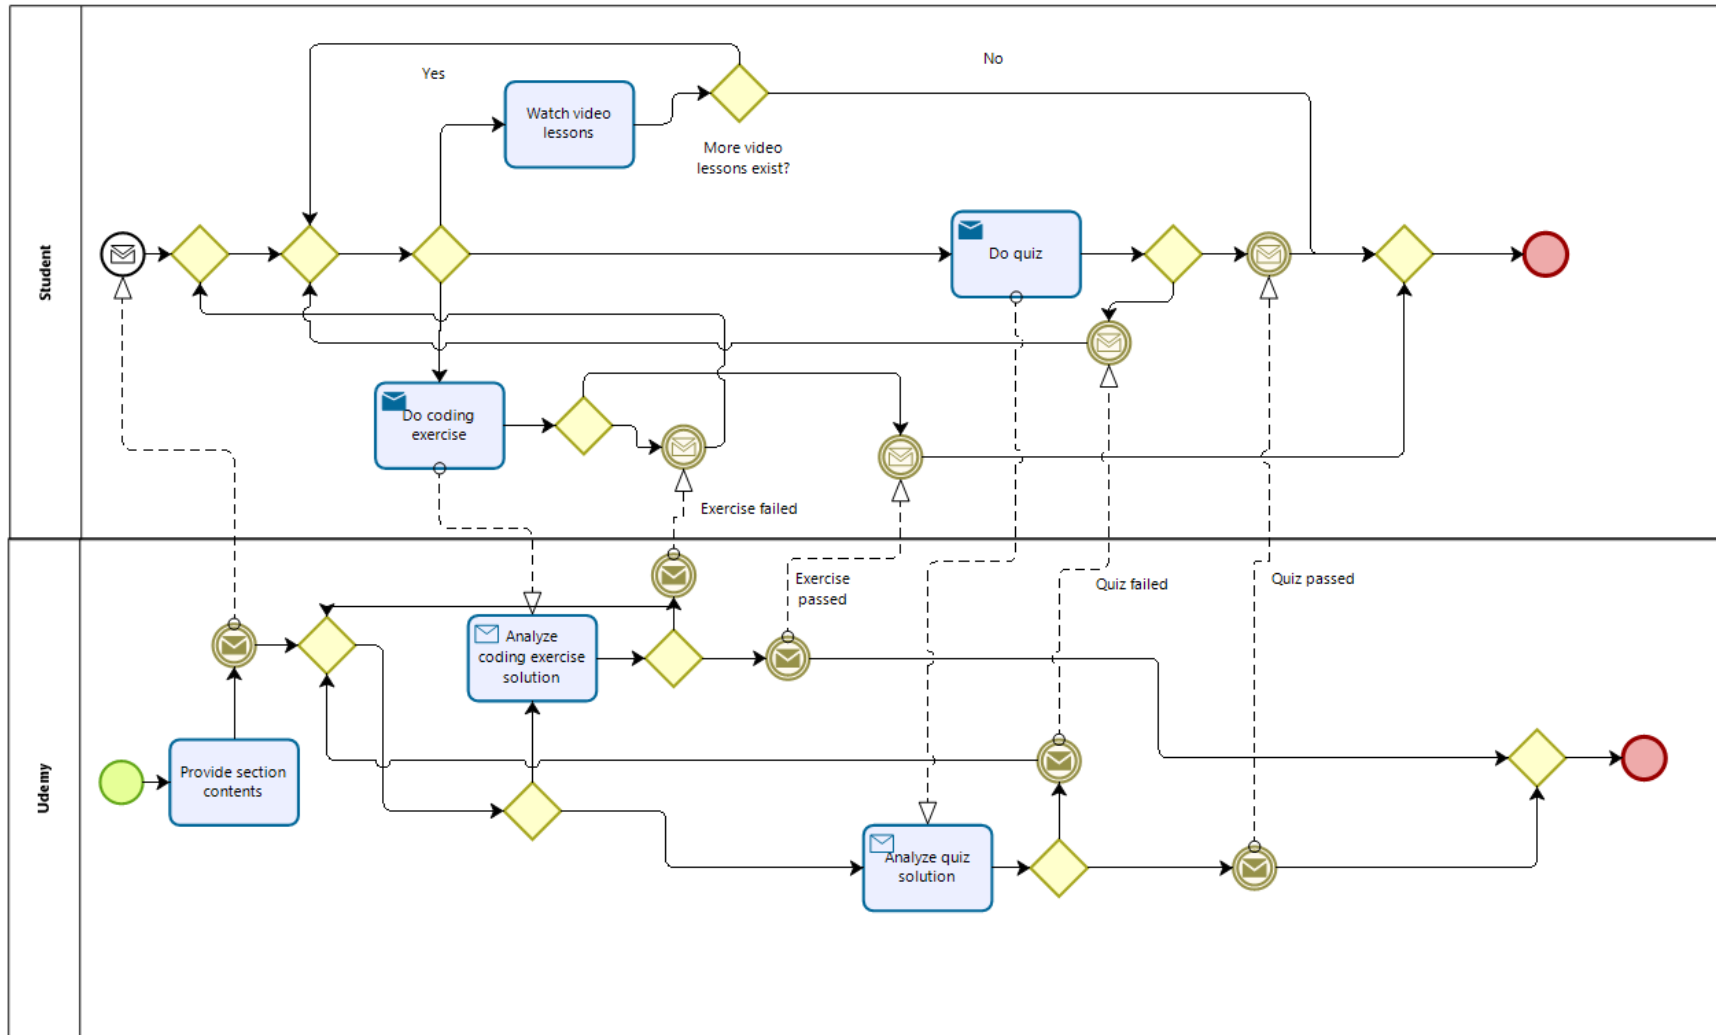 Student
Yes
No
Watch video
lessons
More video
lessons exist?
Do quiz
Do coding
exercise
Exercise failed
Udemy
Exercise
passed
Quiz failed
Quiz passed
Analyze
coding exercise
solution
Provide section
contents
Analyze quiz
solution